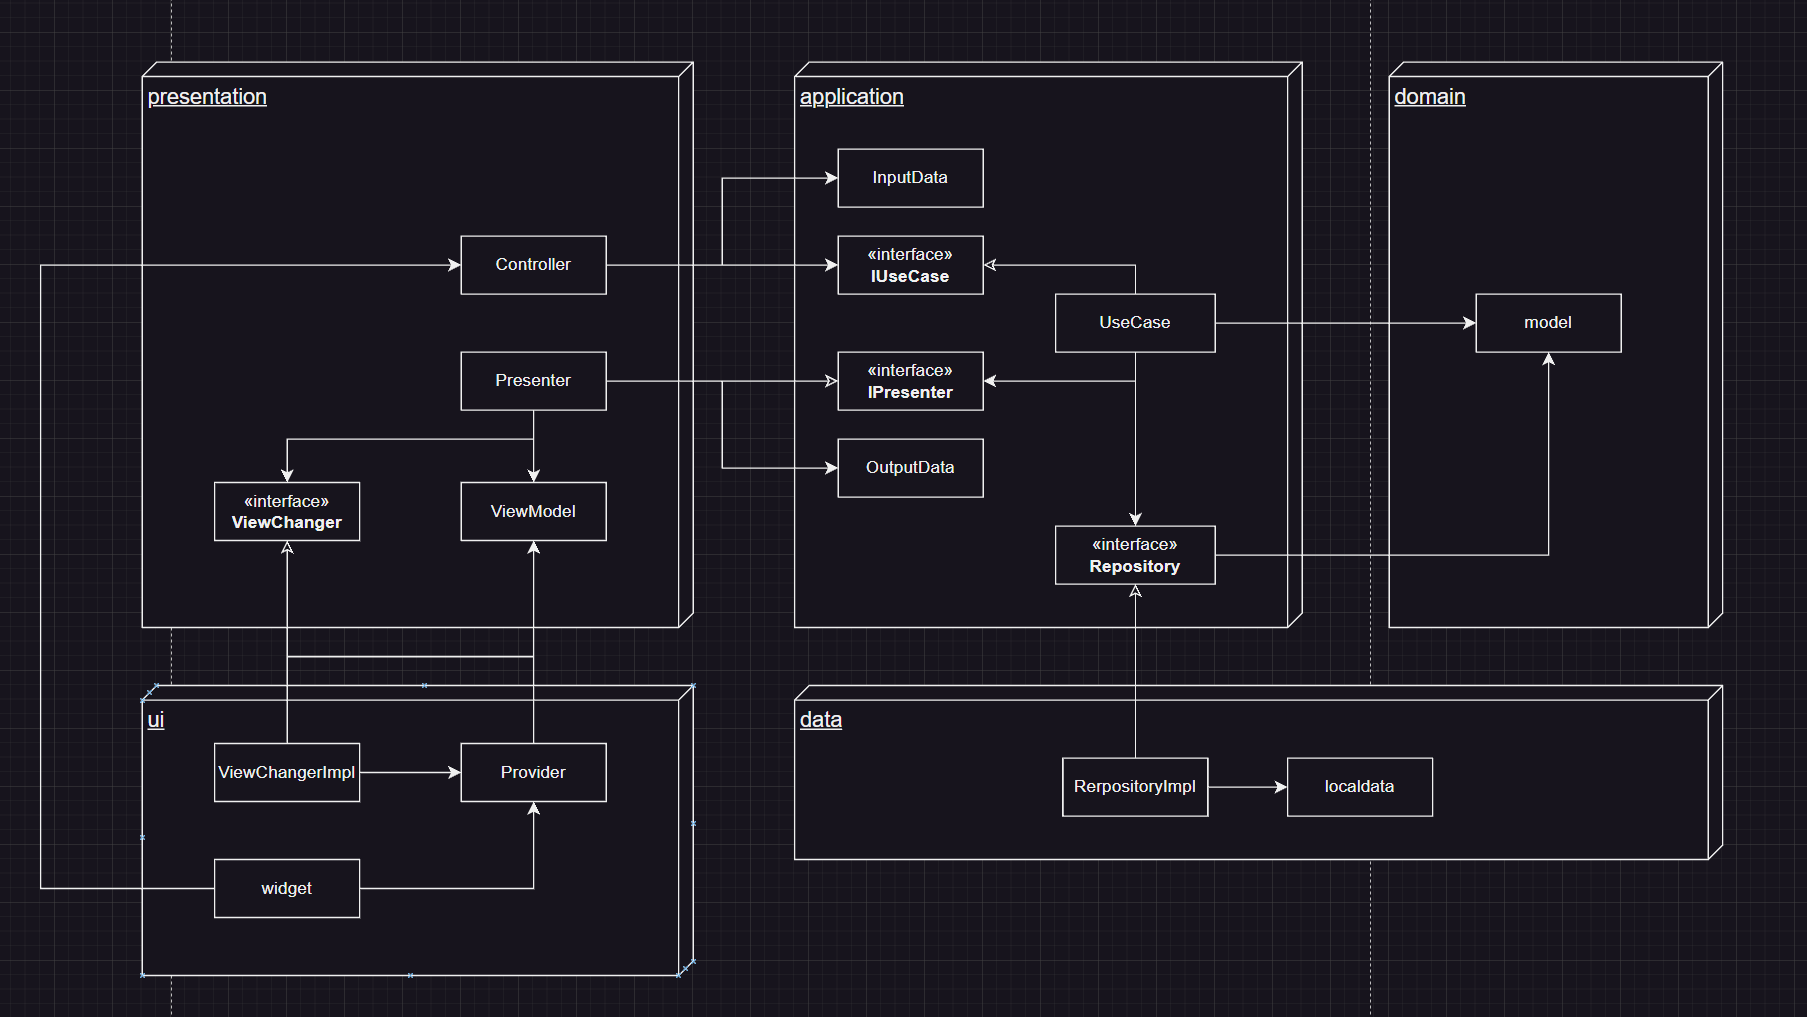 presentation
Controller
Presenter
«interface»
ViewChanger
ViewModel
application
InputData
«interface»
IUseCase
UseCase
«interface»
IPresenter
OutputData
«interface»
Repository
domain
model
ui
ViewChangerImpl
Provider
widget
data
RerpositoryImpl
localdata